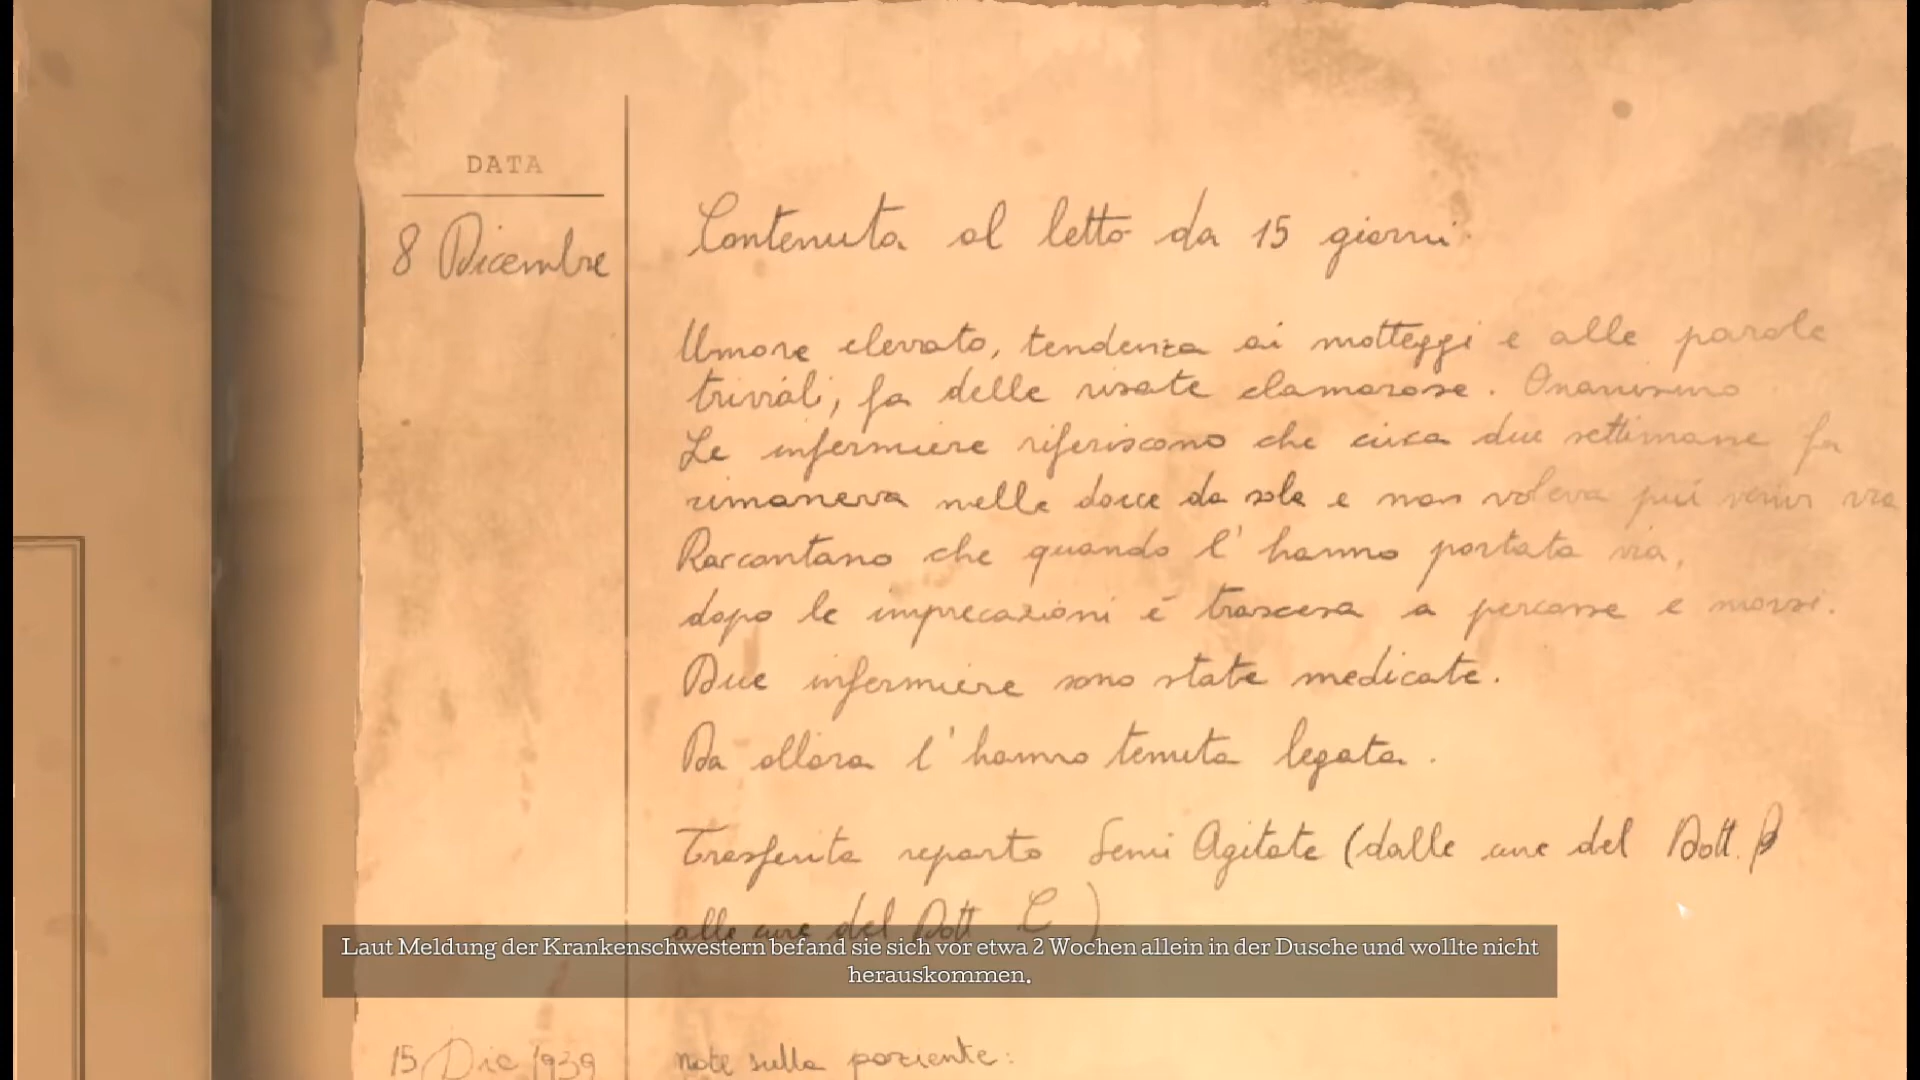 DATA
8 Dicembre
Contenuta al letto da 15 giorni.
Umore elevato, tendenza ai motteggi e alle parole
triviali, fa delle risate clamorose. Onanismo
Le infermiere riferiscono che circa due settimane fa
rimaneva nelle docce da sola e non voleva più venir via
Raccontano che quando l'hanno portata via,
dopo le imprecazioni è trascesa a percosse e morsi.
Due infermiere sono state medicate.
Da allora l'hanno tenuta legata.
Trasferita reparto Semi Agitate (dalle cure del Dott. B
alle cure del Dott C)
Laut Meldung der Krankenschwestern befand sie sich vor etwa 2 Wochen allein in der Dusche und wollte nicht
herauskommen.
15 Dic 1939 note sulla paziente: